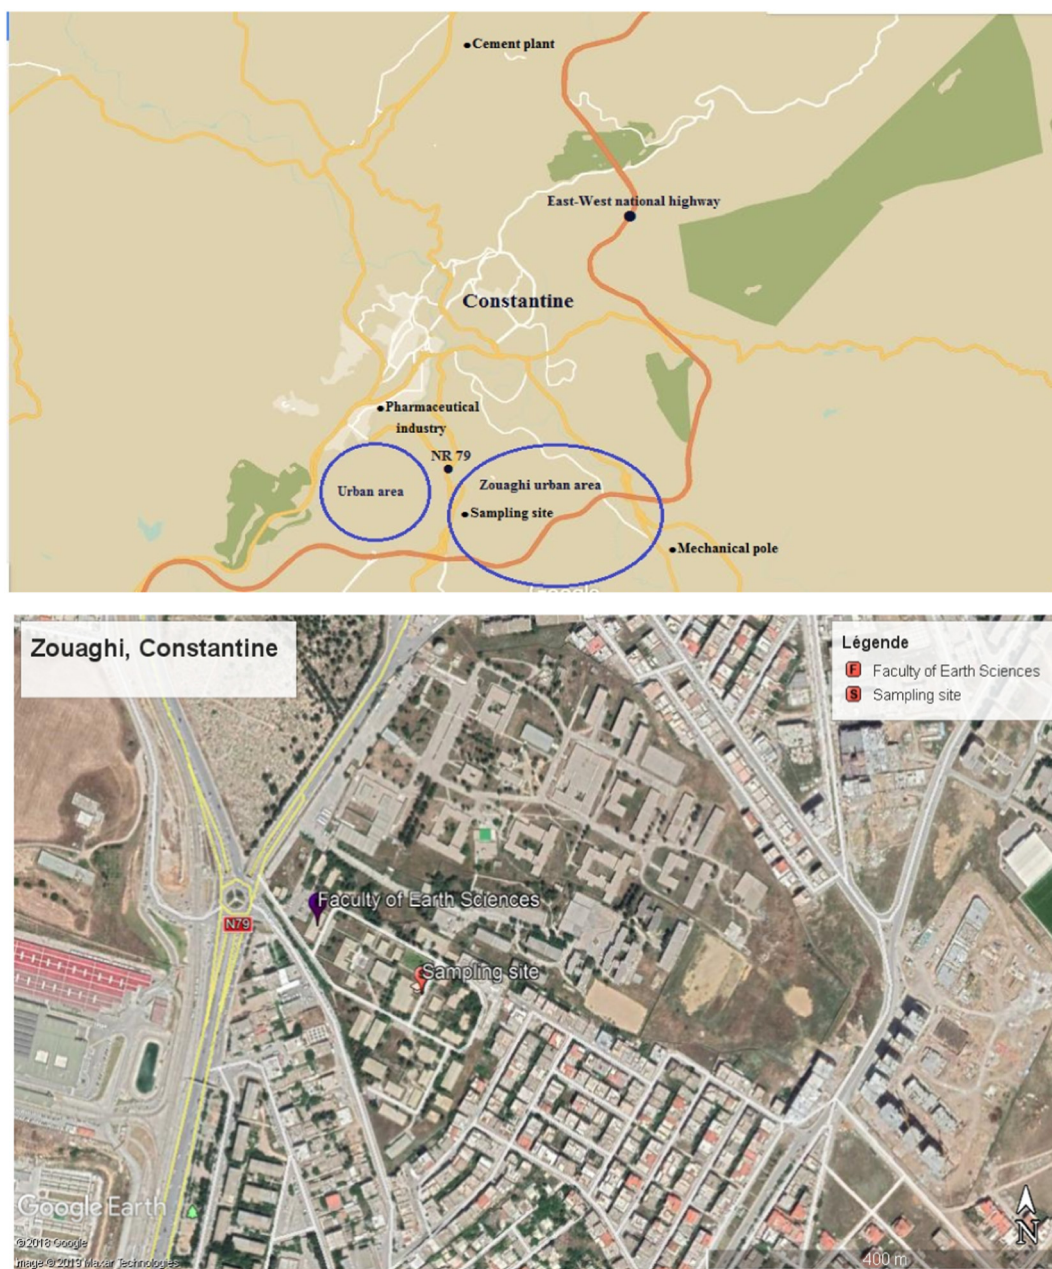 Cement plant
East-West national highway
Constantine
Pharmaceutical
industry
NR 79
Urban area
Zouaghi urban area
Sampling site
Mechanical pole
Zouaghi, Constantine
Légende
F Faculty of Earth Sciences
S Sampling site
Faculty of Earth Sciences
N79
Sampling site
Google Earth
© 2018 Google
Image © 2019 Maxar Technologies
N
400 m